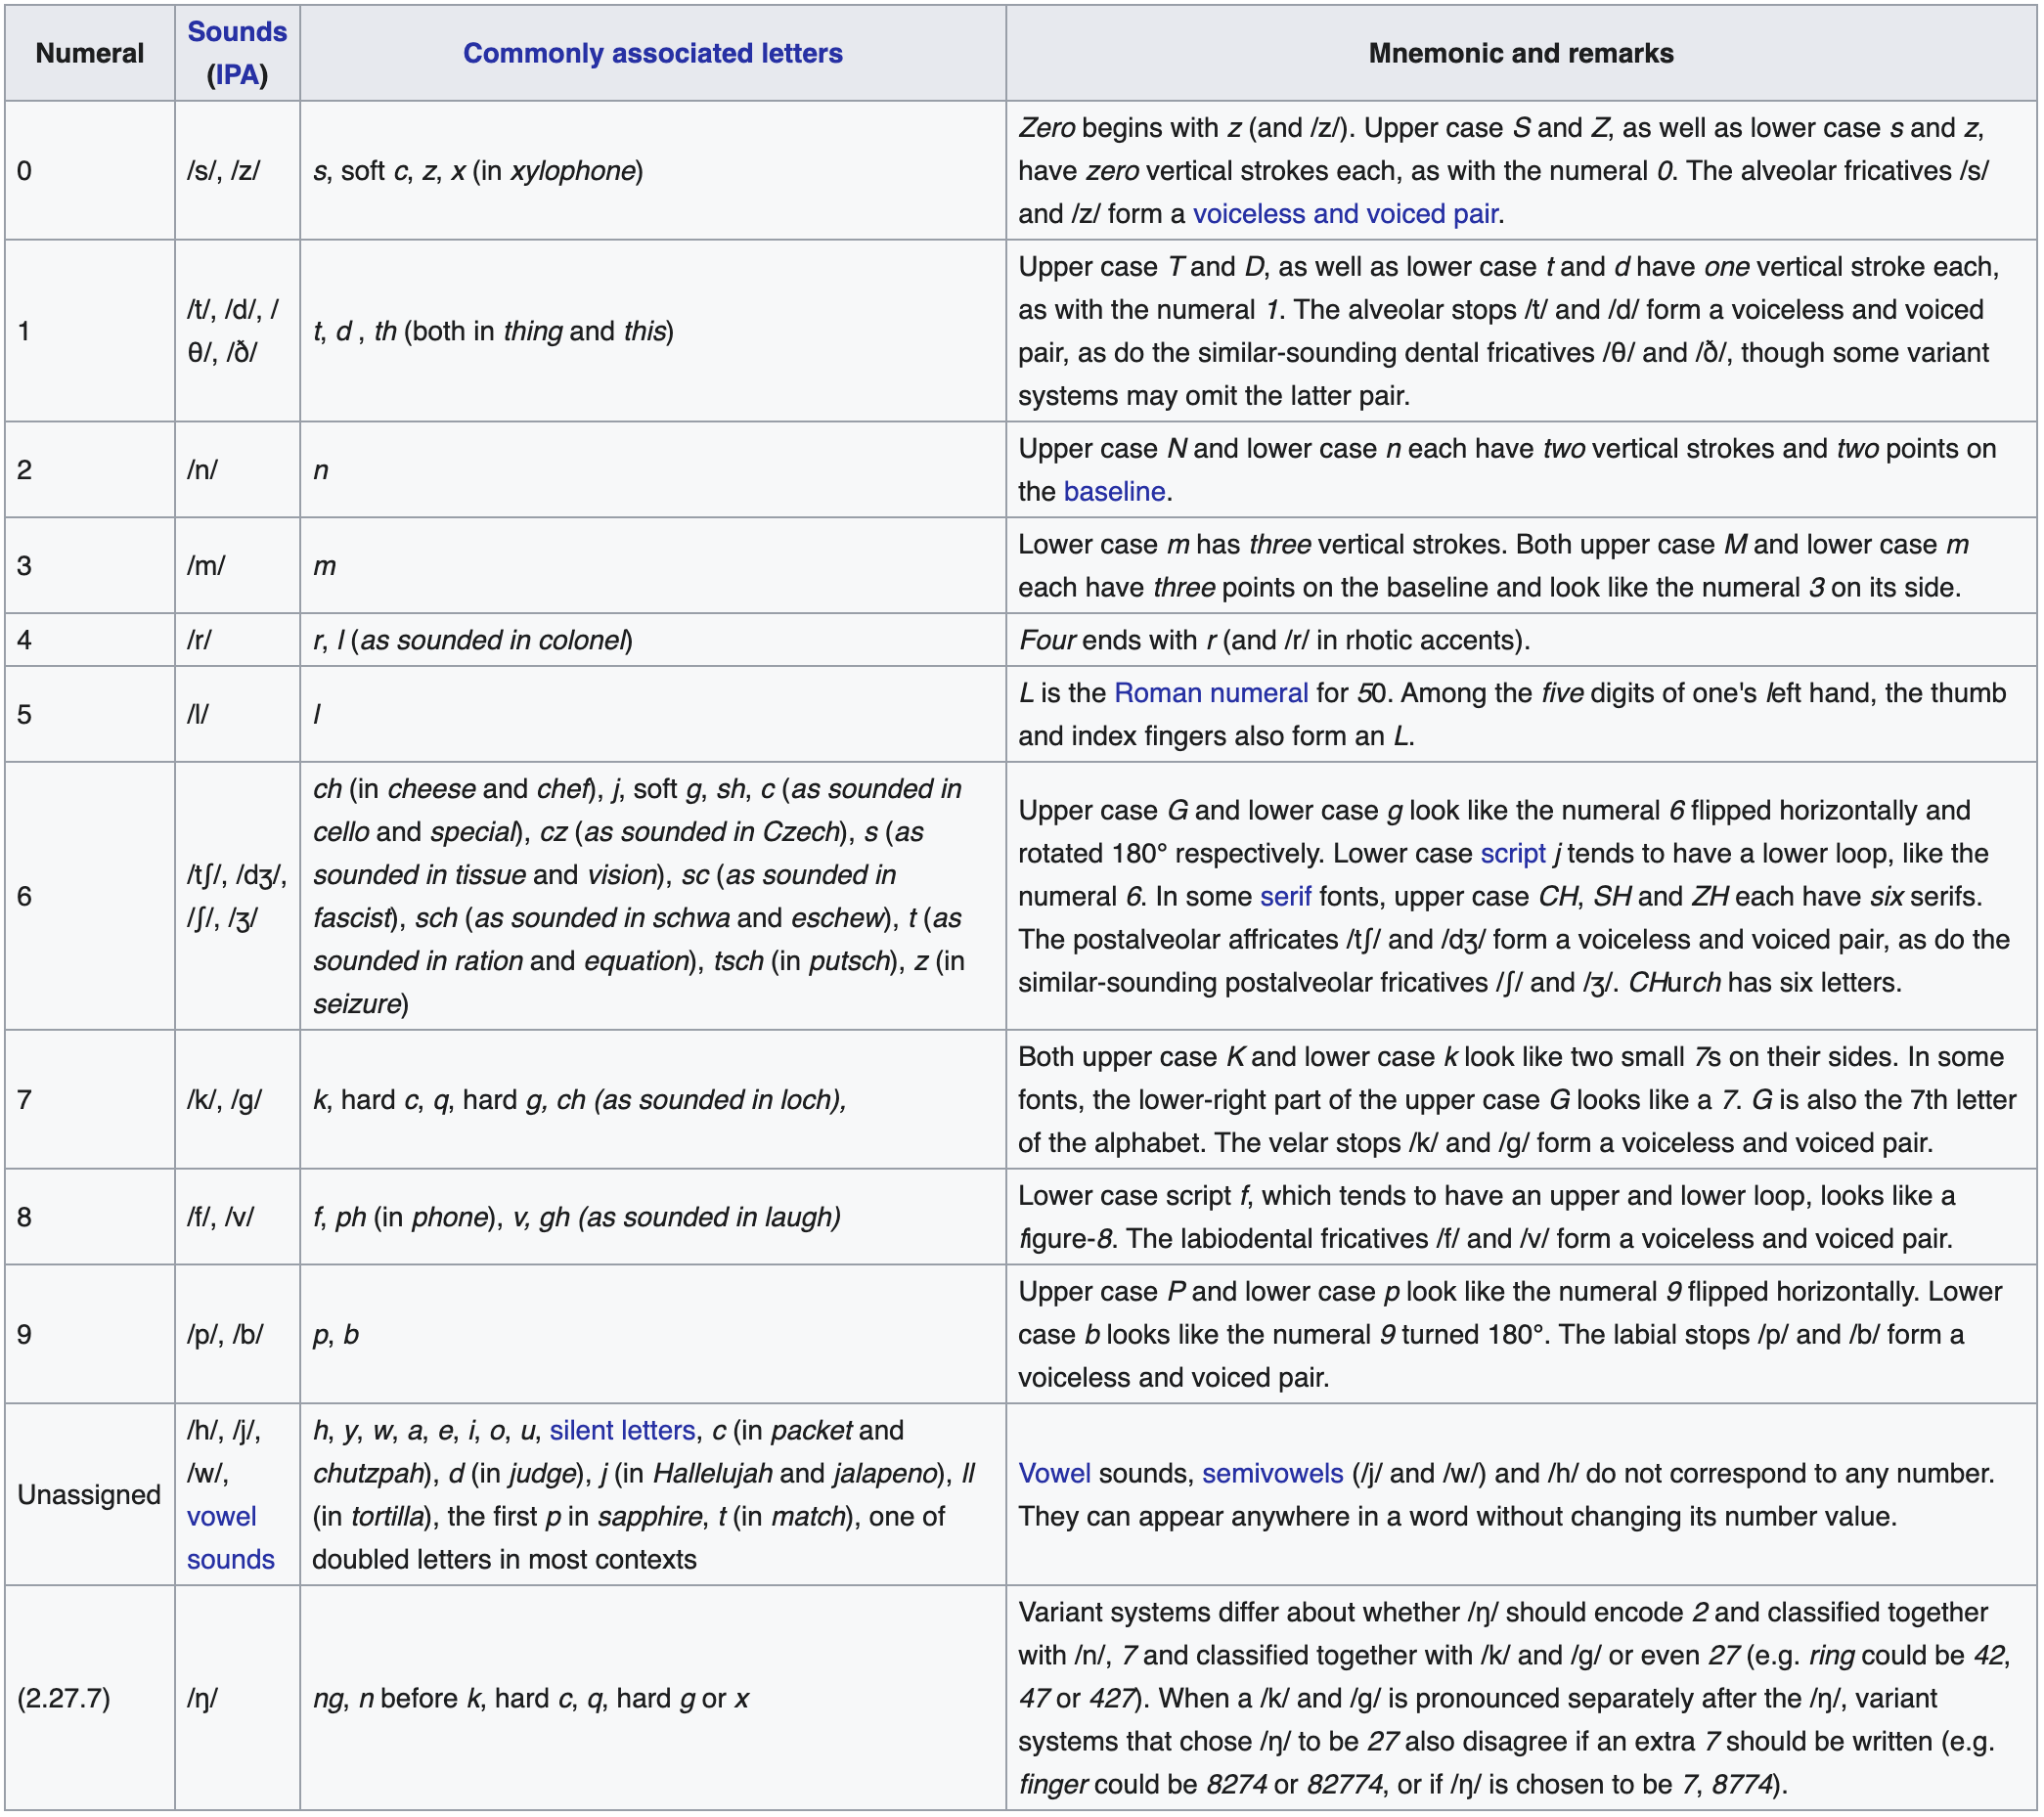 Numeral
Sounds
(IPA)
Commonly associated letters
Mnemonic and remarks
0
/s/, /z/
s, soft c, z, x (in xylophone)
Zero begins with z (and /z/). Upper case S and Z, as well as lower case s and z,
have zero vertical strokes each, as with the numeral 0. The alveolar fricatives /s/
and /z/ form a voiceless and voiced pair.
1
/t/, /d/, /
θ/, /ð/
t, d , th (both in thing and this)
Upper case T and D, as well as lower case t and d have one vertical stroke each,
as with the numeral 1. The alveolar stops /t/ and /d/ form a voiceless and voiced
pair, as do the similar-sounding dental fricatives /θ/ and /ð/, though some variant
systems may omit the latter pair.
2
/n/
n
Upper case N and lower case n each have two vertical strokes and two points on
the baseline.
3
/m/
m
Lower case m has three vertical strokes. Both upper case M and lower case m
each have three points on the baseline and look like the numeral 3 on its side.
4
/r/
r, l (as sounded in colonel)
Four ends with r (and /r/ in rhotic accents).
5
/l/
l
L is the Roman numeral for 50. Among the five digits of one's left hand, the thumb
and index fingers also form an L.
6
/tʃ/, /dʒ/,
/ʃ/, /ʒ/
ch (in cheese and chef), j, soft g, sh, c (as sounded in
cello and special), cz (as sounded in Czech), s (as
sounded in tissue and vision), sc (as sounded in
fascist), sch (as sounded in schwa and eschew), t (as
sounded in ration and equation), tsch (in putsch), z (in
seizure)
Upper case G and lower case g look like the numeral 6 flipped horizontally and
rotated 180° respectively. Lower case script j tends to have a lower loop, like the
numeral 6. In some serif fonts, upper case CH, SH and ZH each have six serifs.
The postalveolar affricates /tʃ/ and /dʒ/ form a voiceless and voiced pair, as do the
similar-sounding postalveolar fricatives /ʃ/ and /ʒ/. CHurch has six letters.
7
/k/, /g/
k, hard c, q, hard g, ch (as sounded in loch),
Both upper case K and lower case k look like two small 7s on their sides. In some
fonts, the lower-right part of the upper case G looks like a 7. G is also the 7th letter
of the alphabet. The velar stops /k/ and /g/ form a voiceless and voiced pair.
8
/f/, /v/
f, ph (in phone), v, gh (as sounded in laugh)
Lower case script f, which tends to have an upper and lower loop, looks like a
figure-8. The labiodental fricatives /f/ and /v/ form a voiceless and voiced pair.
9
/p/, /b/
p, b
Upper case P and lower case p look like the numeral 9 flipped horizontally. Lower
case b looks like the numeral 9 turned 180°. The labial stops /p/ and /b/ form a
voiceless and voiced pair.
Unassigned
/h/, /j/,
/w/,
vowel
sounds
h, y, w, a, e, i, o, u, silent letters, c (in packet and
chutzpah), d (in judge), j (in Hallelujah and jalapeno), ll
(in tortilla), the first p in sapphire, t (in match), one of
doubled letters in most contexts
Vowel sounds, semivowels (/j/ and /w/) and /h/ do not correspond to any number.
They can appear anywhere in a word without changing its number value.
(2.27.7)
/ŋ/
ng, n before k, hard c, q, hard g or x
Variant systems differ about whether /ŋ/ should encode 2 and classified together
with /n/, 7 and classified together with /k/ and /g/ or even 27 (e.g. ring could be 42,
47 or 427). When a /k/ and /g/ is pronounced separately after the /ŋ/, variant
systems that chose /ŋ/ to be 27 also disagree if an extra 7 should be written (e.g.
finger could be 8274 or 82774, or if /ŋ/ is chosen to be 7, 8774).